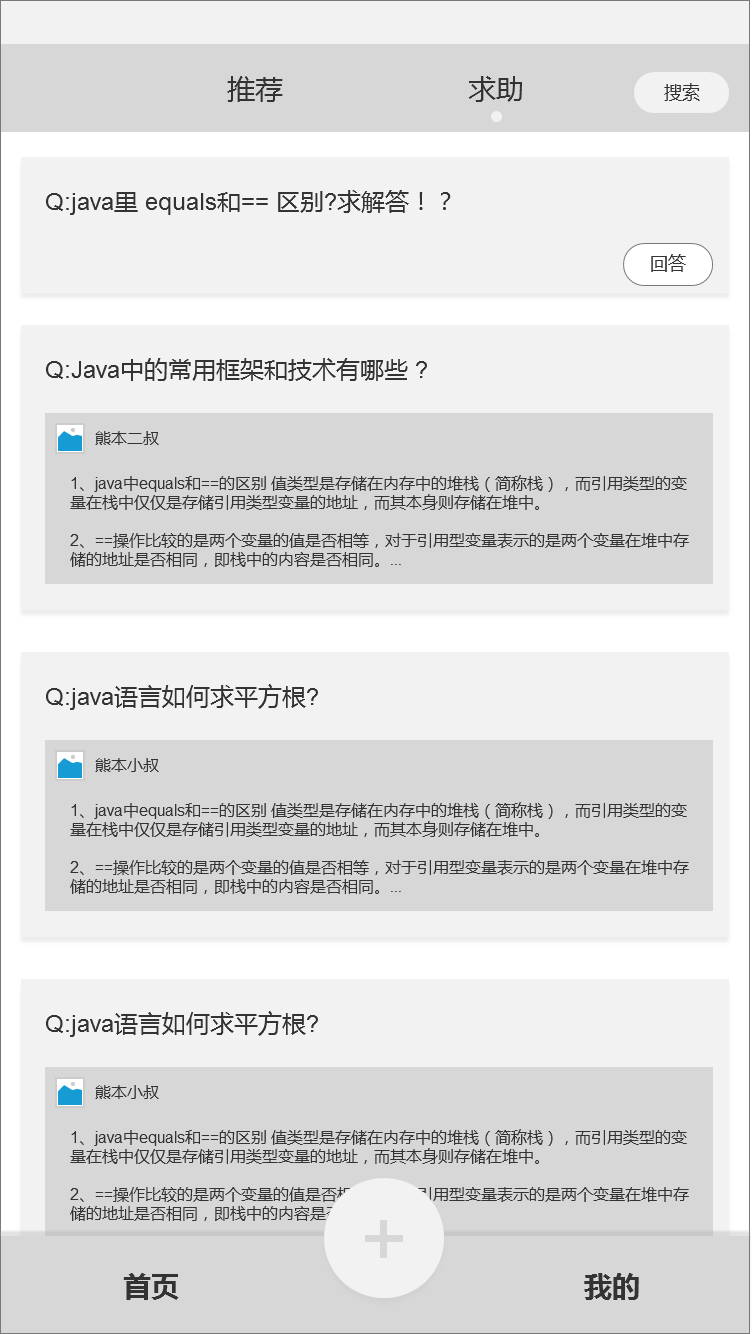 推荐
求助
搜索
Q:java里 equals和== 区别?求解答！？
回答
Q:Java中的常用框架和技术有哪些？
熊本二叔
1、java中equals和==的区别 值类型是存储在内存中的堆栈（简称栈），而引用类型的变
量在栈中仅仅是存储引用类型变量的地址，而其本身则存储在堆中。
2、==操作比较的是两个变量的值是否相等，对于引用型变量表示的是两个变量在堆中存
储的地址是否相同，即栈中的内容是否相同。...
Q:java语言如何求平方根?
熊本小叔
1、java中equals和==的区别 值类型是存储在内存中的堆栈（简称栈），而引用类型的变
量在栈中仅仅是存储引用类型变量的地址，而其本身则存储在堆中。
2、==操作比较的是两个变量的值是否相等，对于引用型变量表示的是两个变量在堆中存
储的地址是否相同，即栈中的内容是否相同。...
Q:java语言如何求平方根?
熊本小叔
1、java中equals和==的区别 值类型是存储在内存中的堆栈（简称栈），而引用类型的变
量在栈中仅仅是存储引用类型变量的地址，而其本身则存储在堆中。
2、==操作比较的是两个变量的值是否 用型变量表示的是两个变量在堆中存
储的地址是否相同，即栈中的内容是
首页
+
我的